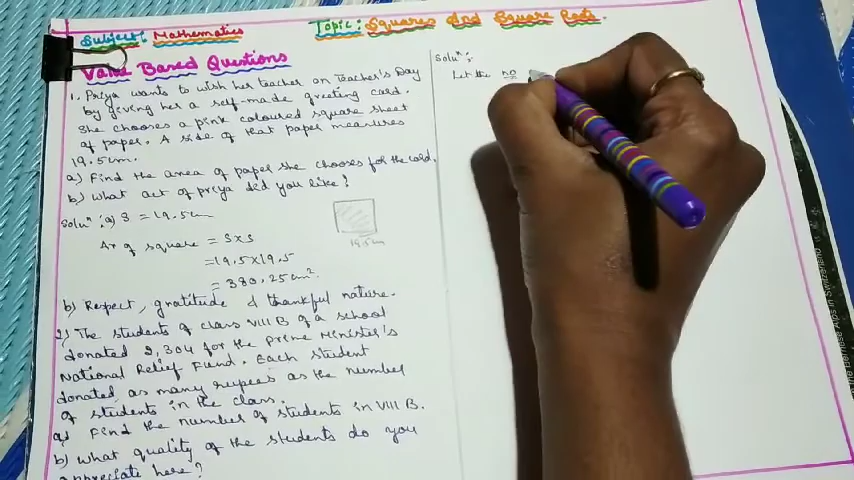 Subject: Mathematics
Topic: Squares and Square Roots.
Value Based Questions
1. Priya wants to wish her teacher on Teacher's Day
by giving her a self-made greeting card.
She chooses a pink coloured square sheet
of paper. A side of that paper measures
19.5cm.
a) Find the area of paper she chooses for the card.
b) What act of priya did you like?
Soluⁿ: a) S = 19.5cm
19.5cm
Ar of square = S×S
= 19.5×19.5
= 380.25cm².
b) Respect, gratitude & thankful nature.
2) The students of class VIII B of a school
donated 2,304 for the Prime Minister's
National Relief Fund. Each student
donated as many rupees as the number
of students in the class.
a) Find the number of students in VIII B.
b) What quality of the students do you
appreciate here?
Soluⁿ:
Let the no